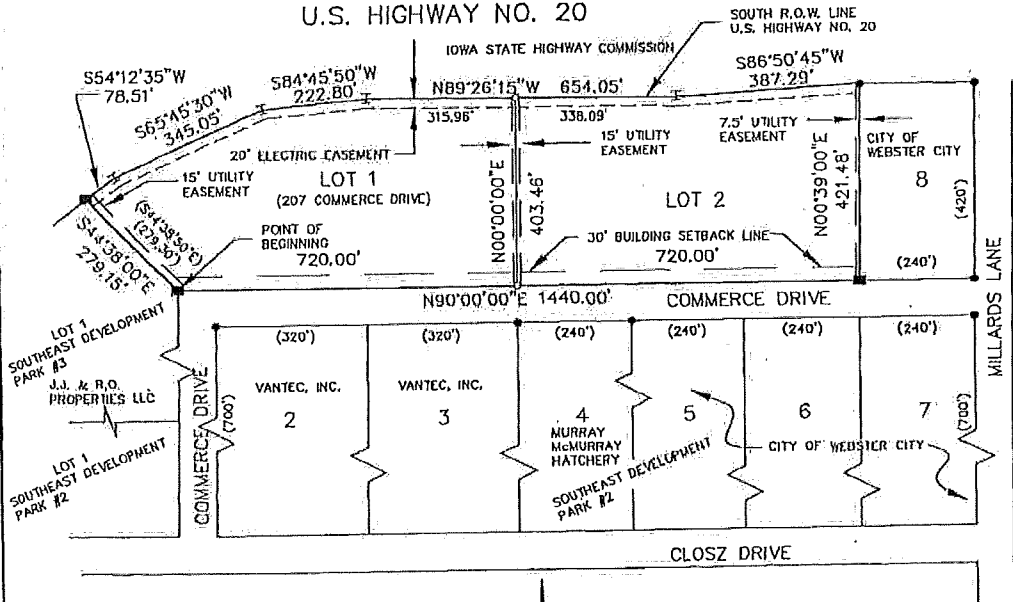 U.S. HIGHWAY NO. 20
SOUTH R.O.W. LINE
U.S. HIGHWAY NO. 20
IOWA STATE HIGHWAY COMMISSION
S54°12'35"W
78.51'
S65°45'30"W
345.05'
S84°45'50"W
222.80'
N89°26'15"W 654.05'
S86°50'45"W
387.29'
315.96'
338.09'
20' ELECTRIC EASEMENT
15' UTILITY
EASEMENT
15' UTILITY
EASEMENT
7.5' UTILITY
EASEMENT
CITY OF
WEBSTER CITY
8
(420')
(240')
LOT 1
(207 COMMERCE DRIVE)
LOT 2
N00°00'00"E
403.46'
N00°39'00"E
421.48'
(S44°38'50"E)
(279.30')
S44°38'00"E
279.15'
POINT OF
BEGINNING
720.00'
30' BUILDING SETBACK LINE
720.00'
N90°00'00"E 1440.00'
COMMERCE DRIVE
MILLARDS LANE
LOT 1
SOUTHEAST DEVELOPMENT
PARK #3
J.J. & R.O.
PROPERTIES LLC
LOT 1
SOUTHEAST DEVELOPMENT
PARK #2
COMMERCE DRIVE
(700')
(320')
(320')
(240')
(240')
(240')
(240')
VANTEC, INC.
2
VANTEC, INC.
3
4
MURRAY
McMURRAY
HATCHERY
5
6
7
(700')
SOUTHEAST DEVELOPMENT
PARK #2
CITY OF WEBSTER CITY
CLOSZ DRIVE